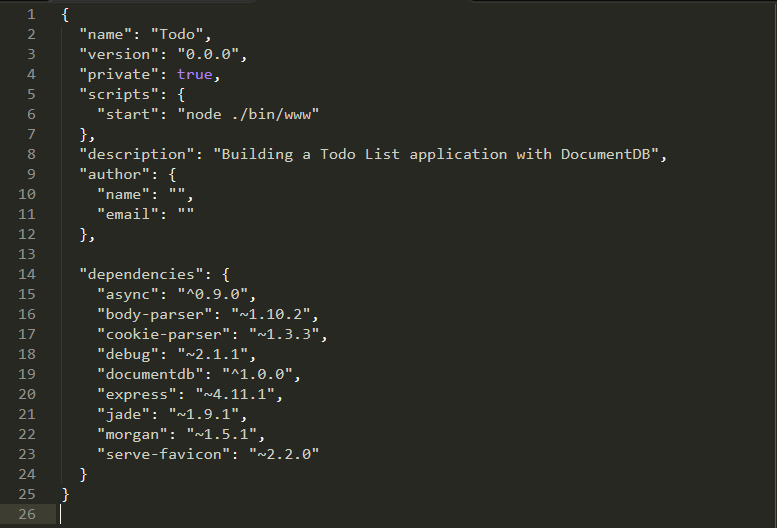 1 {
2   "name": "Todo",
3   "version": "0.0.0",
4   "private": true,
5   "scripts": {
6     "start": "node ./bin/www"
7   },
8   "description": "Building a Todo List application with DocumentDB",
9   "author": {
10     "name": "",
11     "email": ""
12   },
13
14   "dependencies": {
15     "async": "^0.9.0",
16     "body-parser": "~1.10.2",
17     "cookie-parser": "~1.3.3",
18     "debug": "~2.1.1",
19     "documentdb": "^1.0.0",
20     "express": "~4.11.1",
21     "jade": "~1.9.1",
22     "morgan": "~1.5.1",
23     "serve-favicon": "~2.2.0"
24   }
25 }
26